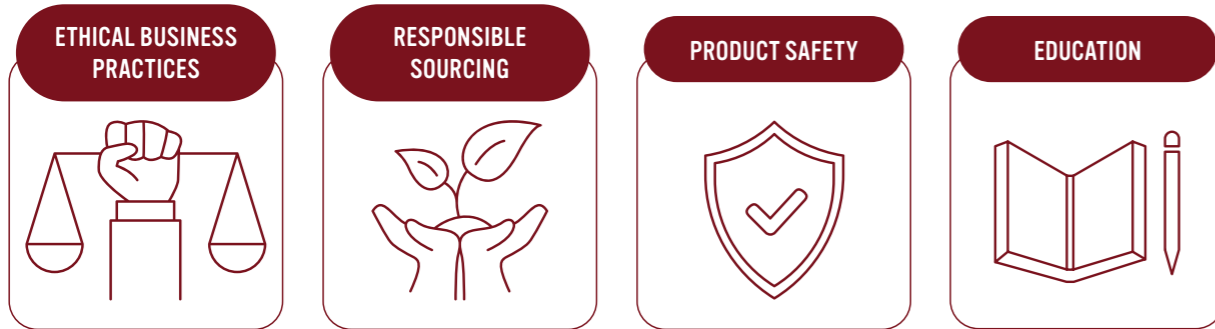 ETHICAL BUSINESS
PRACTICES
RESPONSIBLE
SOURCING
PRODUCT SAFETY
EDUCATION